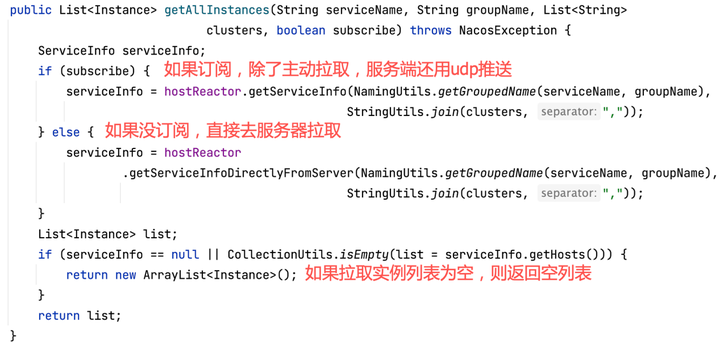 public List<Instance> getAllInstances(String serviceName, String groupName, List<String>
clusters, boolean subscribe) throws NacosException {
ServiceInfo serviceInfo;
if (subscribe) { 如果订阅，除了主动拉取，服务端还用udp推送
serviceInfo = hostReactor.getServiceInfo(NamingUtils.getGroupedName(serviceName, groupName),
StringUtils.join(clusters, separator: ","));
} else { 如果没订阅，直接去服务器拉取
serviceInfo = hostReactor
.getServiceInfoDirectlyFromServer(NamingUtils.getGroupedName(serviceName, groupName),
StringUtils.join(clusters, separator: ","));
}
List<Instance> list;
if (serviceInfo == null || CollectionUtils.isEmpty(list = serviceInfo.getHosts())) {
return new ArrayList<Instance>(); 如果拉取实例列表为空，则返回空列表
}
return list;
}